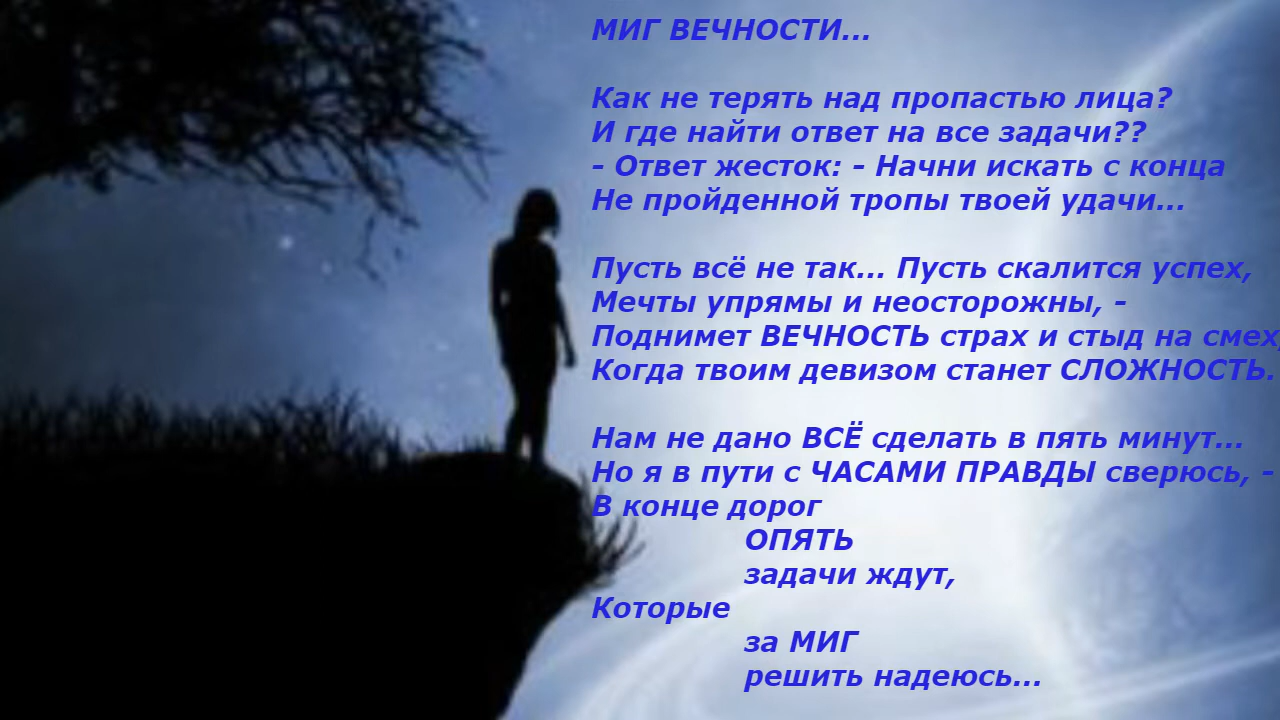 МИГ ВЕЧНОСТИ...
Как не терять над пропастью лица?
И где найти ответ на все задачи??
– Ответ жесток: – Начни искать с конца
Не пройденной тропы твоей удачи...
Пусть всё не так... Пусть скалится успех,
Мечты упрямы и неосторожны, –
Поднимет ВЕЧНОСТЬ страх и стыд на смех,
Когда твоим девизом станет СЛОЖНОСТЬ.
Нам не дано ВСЁ сделать в пять минут...
Но я в пути с ЧАСАМИ ПРАВДЫ сверюсь, –
В конце дорог
ОПЯТЬ
задачи ждут,
Которые
за МИГ
решить надеюсь...